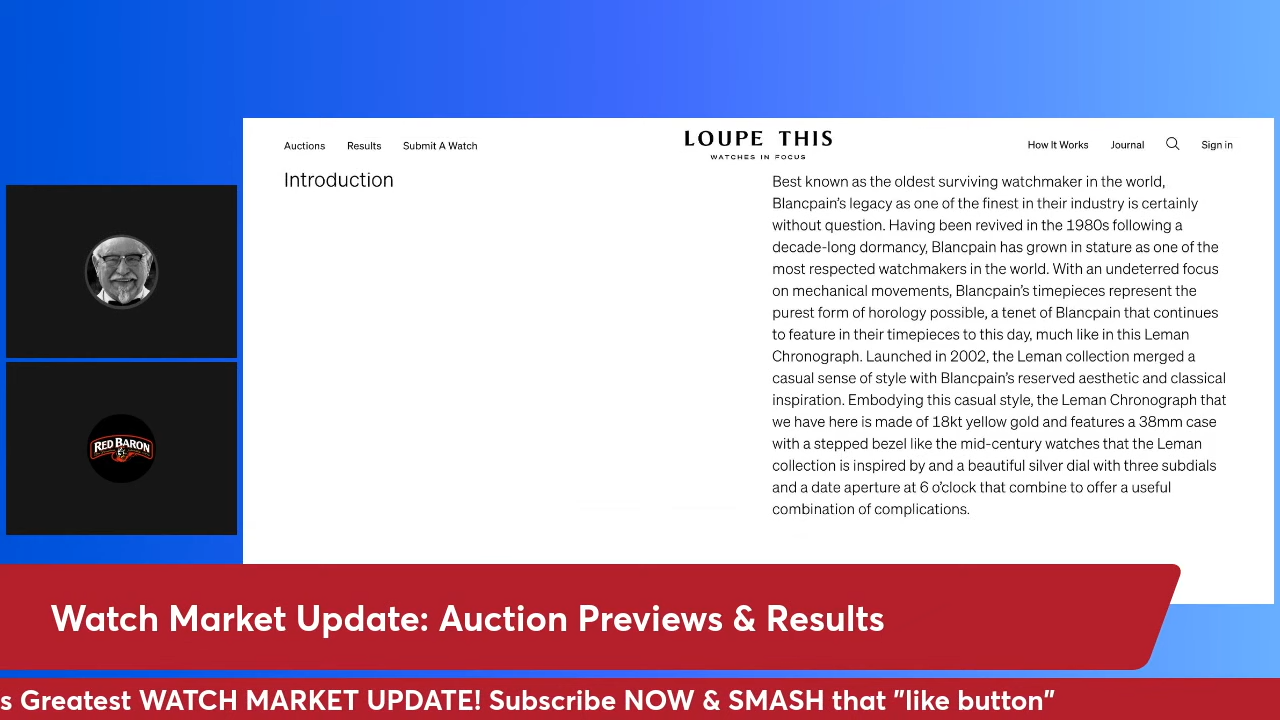 Auctions Results Submit A Watch
LOUPE THIS
WATCHES IN FOCUS
How It Works Journal Sign in
Introduction
Best known as the oldest surviving watchmaker in the world,
Blancpain’s legacy as one of the finest in their industry is certainly
without question. Having been revived in the 1980s following a
decade-long dormancy, Blancpain has grown in stature as one of the
most respected watchmakers in the world. With an undeterred focus
on mechanical movements, Blancpain’s timepieces represent the
purest form of horology possible, a tenet of Blancpain that continues
to feature in their timepieces to this day, much like in this Leman
Chronograph. Launched in 2002, the Leman collection merged a
casual sense of style with Blancpain’s reserved aesthetic and classical
inspiration. Embodying this casual style, the Leman Chronograph that
we have here is made of 18kt yellow gold and features a 38mm case
with a stepped bezel like the mid-century watches that the Leman
collection is inspired by and a beautiful silver dial with three subdials
and a date aperture at 6 o’clock that combine to offer a useful
combination of complications.
RED BARON
Watch Market Update: Auction Previews & Results
s Greatest WATCH MARKET UPDATE! Subscribe NOW & SMASH that "like button"